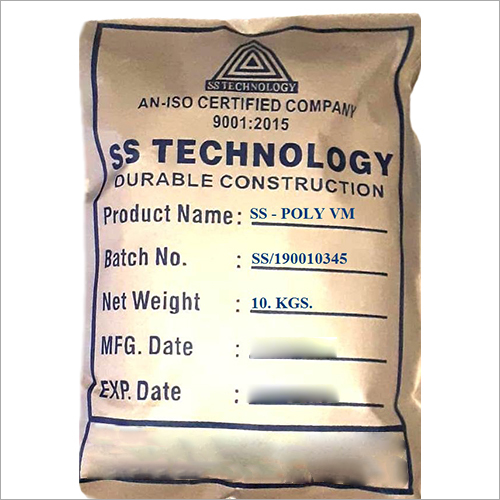 SS TECHNOLOGY
AN-ISO CERTIFIED COMPANY
9001:2015
SS TECHNOLOGY
DURABLE CONSTRUCTION
Product Name: SS - POLY VM
Batch No. : SS/190010345
Net Weight : 10. KGS.
MFG. Date :
EXP. Date :